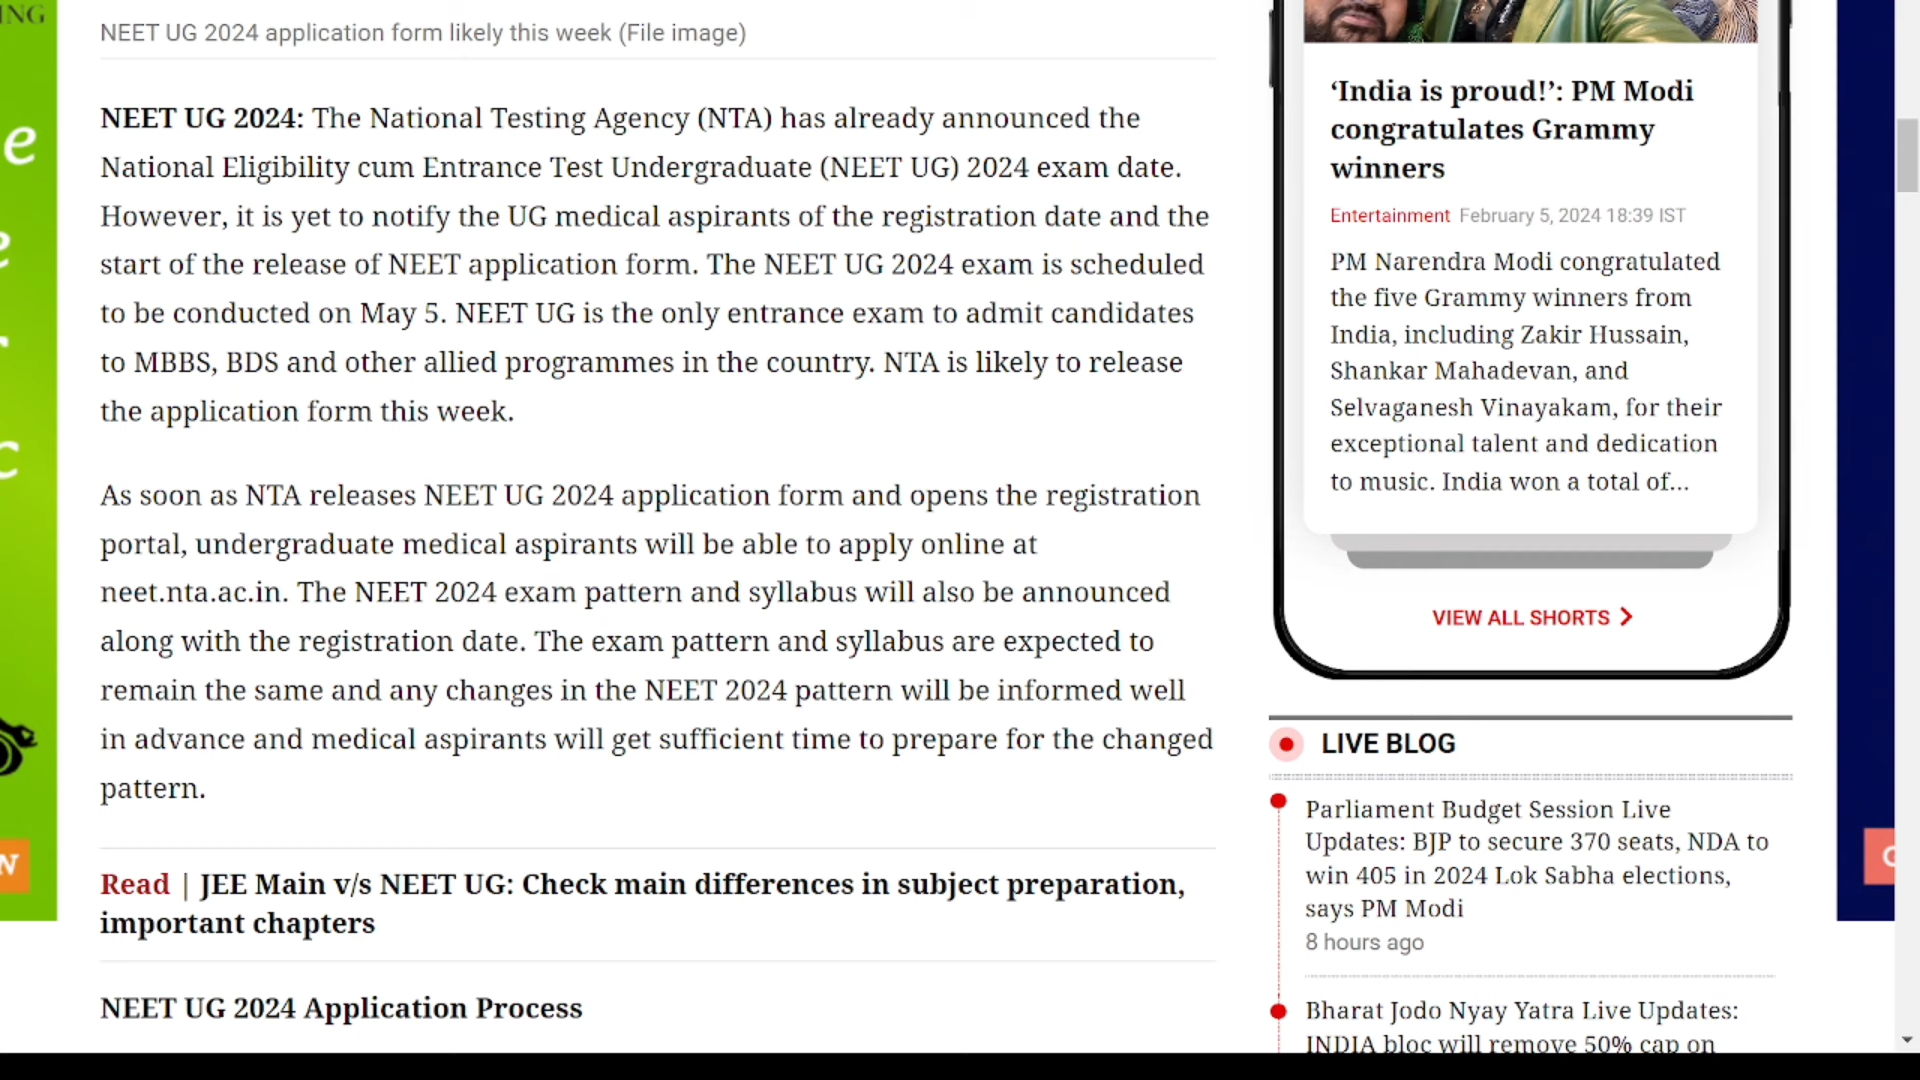 ING
e
e
r
c
N
NEET UG 2024 application form likely this week (File image)
NEET UG 2024: The National Testing Agency (NTA) has already announced the
National Eligibility cum Entrance Test Undergraduate (NEET UG) 2024 exam date.
However, it is yet to notify the UG medical aspirants of the registration date and the
start of the release of NEET application form. The NEET UG 2024 exam is scheduled
to be conducted on May 5. NEET UG is the only entrance exam to admit candidates
to MBBS, BDS and other allied programmes in the country. NTA is likely to release
the application form this week.
As soon as NTA releases NEET UG 2024 application form and opens the registration
portal, undergraduate medical aspirants will be able to apply online at
neet.nta.ac.in. The NEET 2024 exam pattern and syllabus will also be announced
along with the registration date. The exam pattern and syllabus are expected to
remain the same and any changes in the NEET 2024 pattern will be informed well
in advance and medical aspirants will get sufficient time to prepare for the changed
pattern.
Read | JEE Main v/s NEET UG: Check main differences in subject preparation,
important chapters
NEET UG 2024 Application Process
‘India is proud!’: PM Modi
congratulates Grammy
winners
Entertainment February 5, 2024 18:39 IST
PM Narendra Modi congratulated
the five Grammy winners from
India, including Zakir Hussain,
Shankar Mahadevan, and
Selvaganesh Vinayakam, for their
exceptional talent and dedication
to music. India won a total of...
VIEW ALL SHORTS
LIVE BLOG
Parliament Budget Session Live
Updates: BJP to secure 370 seats, NDA to
win 405 in 2024 Lok Sabha elections,
says PM Modi
8 hours ago
Bharat Jodo Nyay Yatra Live Updates:
INDIA bloc will remove 50% cap on